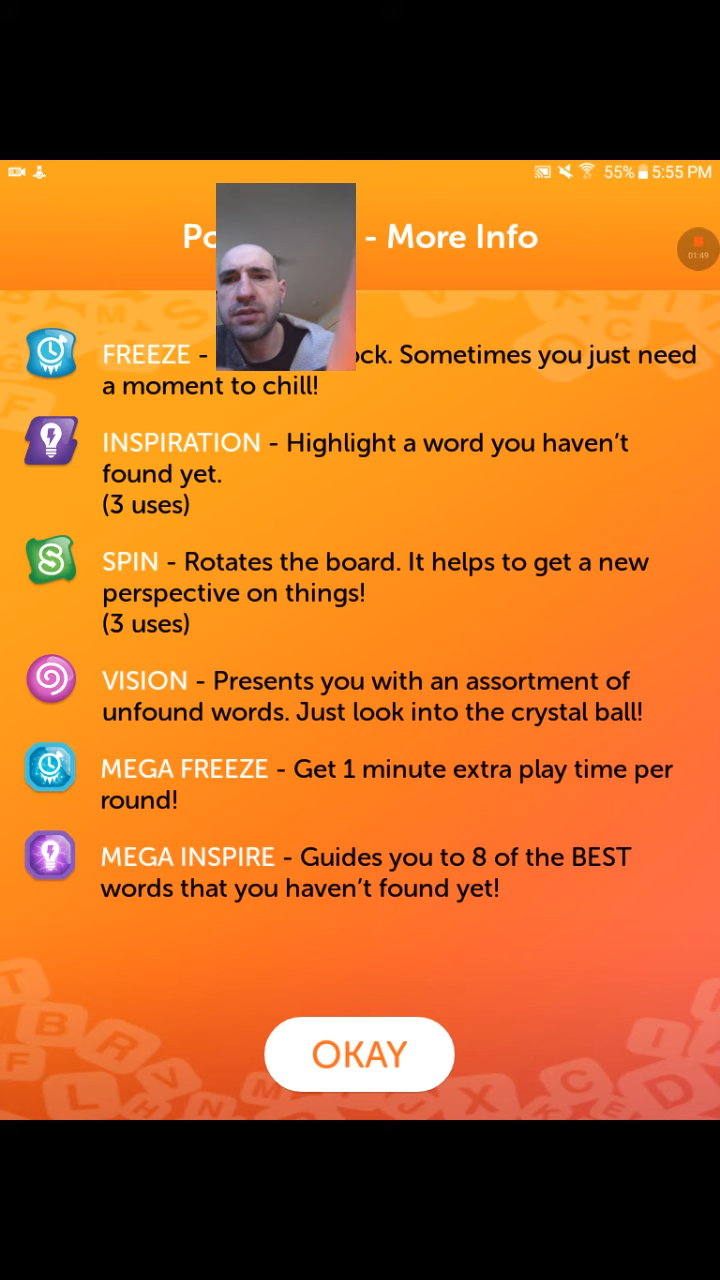 55% 5:55 PM
- More Info
01:49
FREEZE - ock. Sometimes you just need
a moment to chill!
INSPIRATION - Highlight a word you haven't
found yet.
(3 uses)
SPIN - Rotates the board. It helps to get a new
perspective on things!
(3 uses)
VISION - Presents you with an assortment of
unfound words. Just look into the crystal ball!
MEGA FREEZE - Get 1 minute extra play time per
round!
MEGA INSPIRE - Guides you to 8 of the BEST
words that you haven't found yet!
OKAY